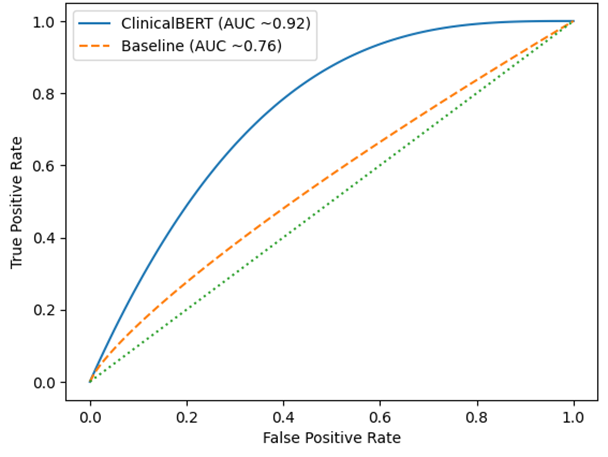 ClinicalBERT (AUC ~0.92)
Baseline (AUC ~0.76)
True Positive Rate
1.0
0.8
0.6
0.4
0.2
0.0
0.0 0.2 0.4 0.6 0.8 1.0
False Positive Rate